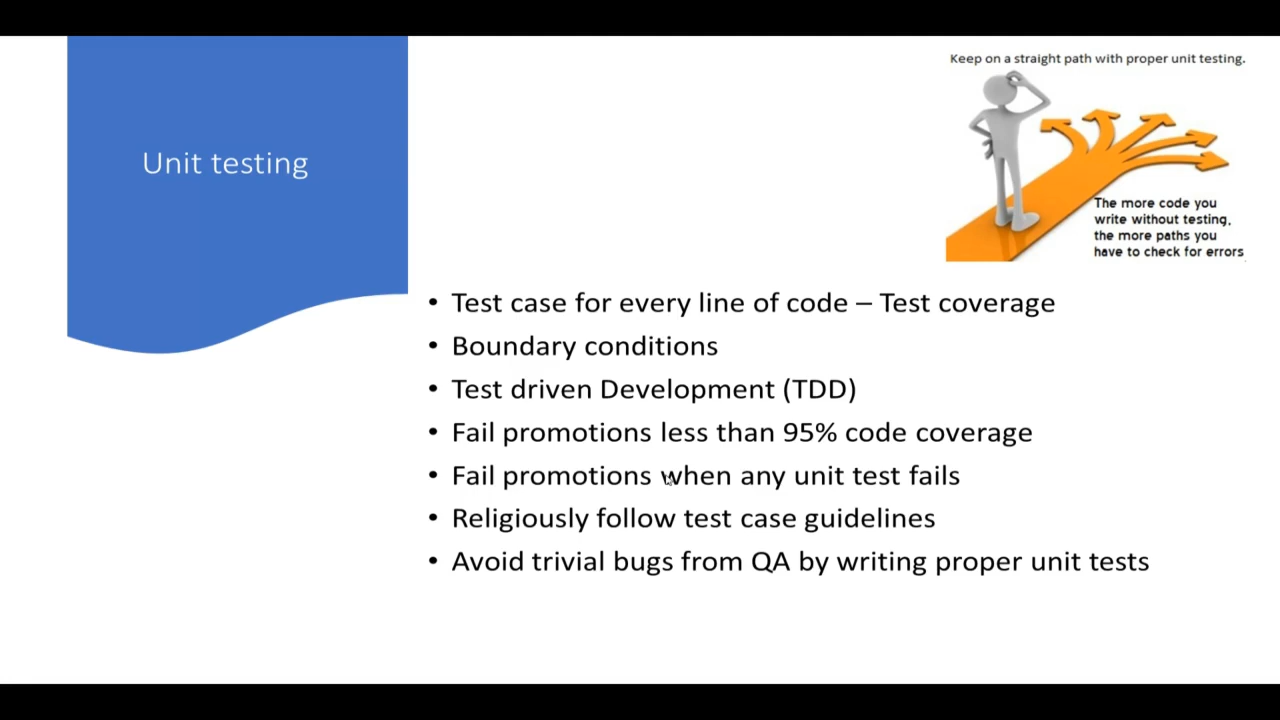 Unit testing
Keep on a straight path with proper unit testing.
The more code you
write without testing,
the more paths you
have to check for errors
• Test case for every line of code – Test coverage
• Boundary conditions
• Test driven Development (TDD)
• Fail promotions less than 95% code coverage
• Fail promotions when any unit test fails
• Religiously follow test case guidelines
• Avoid trivial bugs from QA by writing proper unit tests